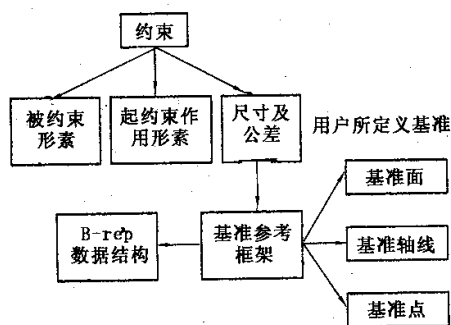 约束
被约束
形素
起约束作
用形素
尺寸及
公差
用户所定义基准
基准面
B-rep
数据结构
基准参考
框架
基准轴线
基准点